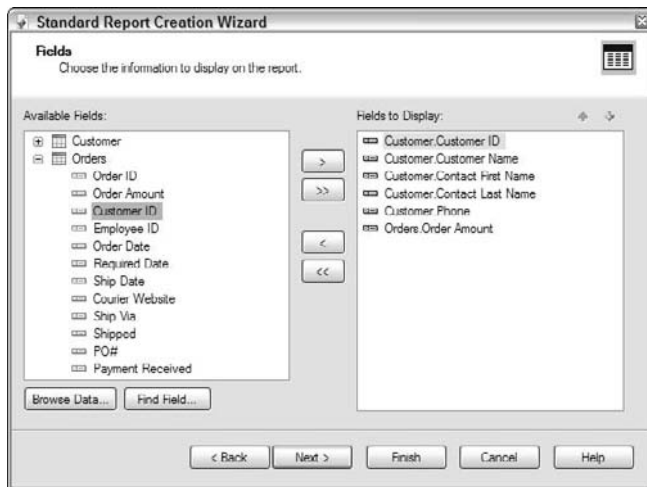 Standard Report Creation Wizard
Fields
Choose the information to display on the report.
Available Fields:
Customer
Orders
Order ID
Order Amount
Customer ID
Employee ID
Order Date
Required Date
Ship Date
Courier Website
Ship Via
Shipped
PO#
Payment Received
Browse Data...
Find Field...
>
>>
<
<<
Fields to Display:
Customer.Customer ID
Customer.Customer Name
Customer.Contact First Name
Customer.Contact Last Name
Customer.Phone
Orders.Order Amount
< Back
Next >
Finish
Cancel
Help